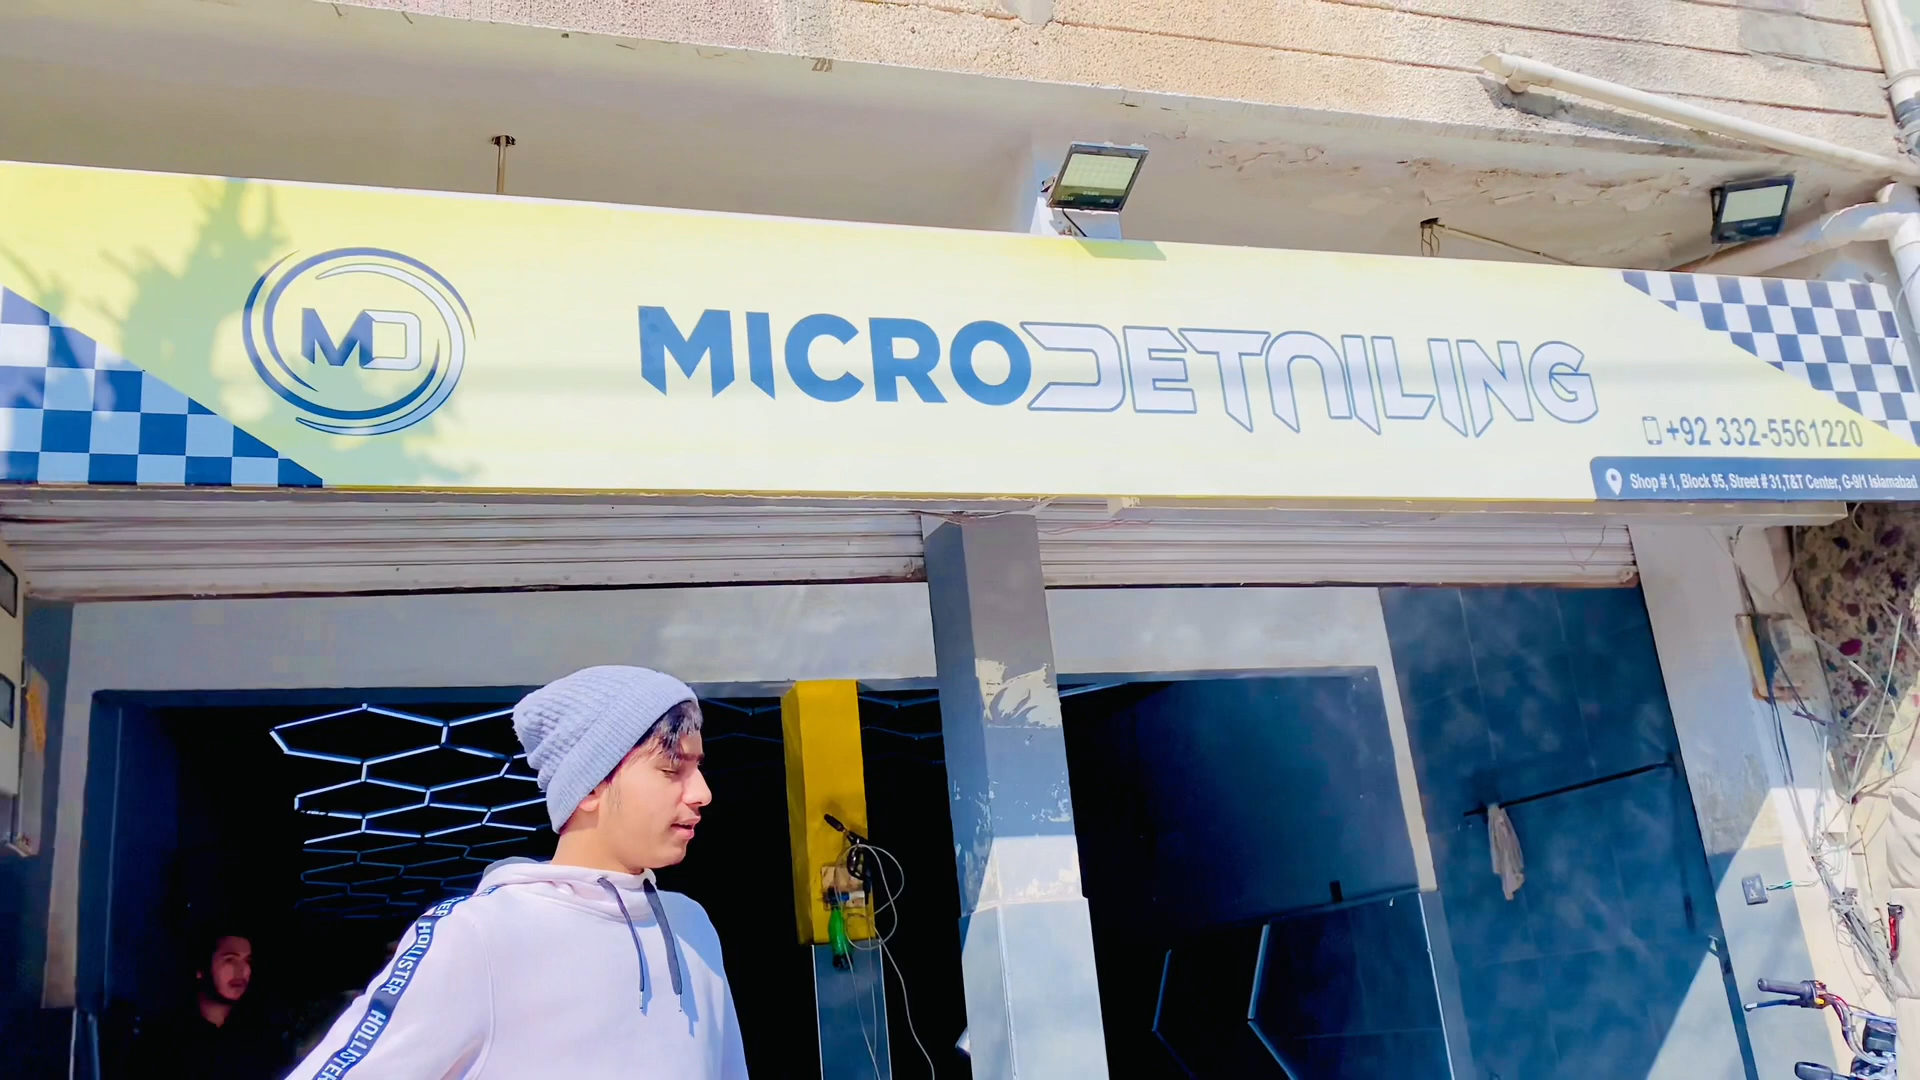 MD
MICRODETAILING
+92 332-5561220
Shop # 1, Block 95, Street # 31,T&T Center, G-9/1 Islamabad
HOLLISTER
HOLLISTER